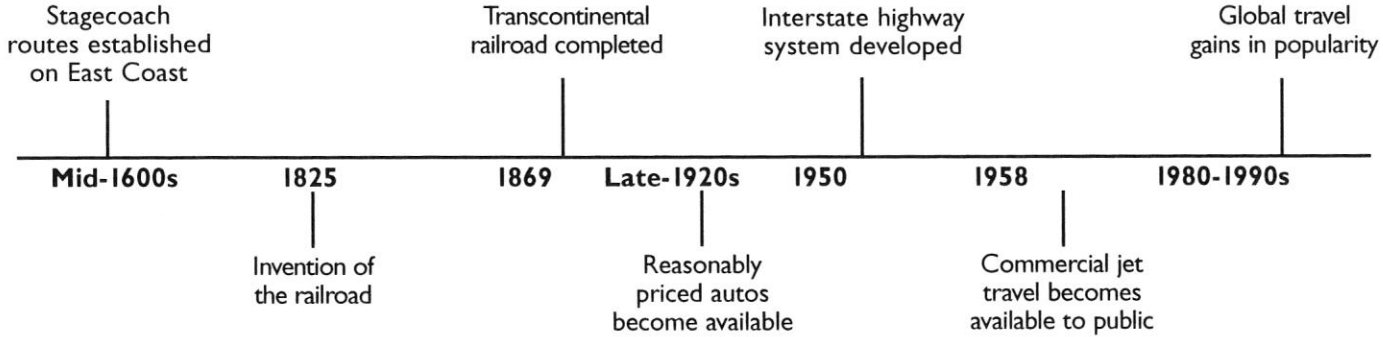 Stagecoach
routes established
on East Coast
Transcontinental
railroad completed
Interstate highway
system developed
Global travel
gains in popularity
Mid-1600s
1825
1869
Late-1920s
1950
1958
1980-1990s
Invention of
the railroad
Reasonably
priced autos
become available
Commercial jet
travel becomes
available to public